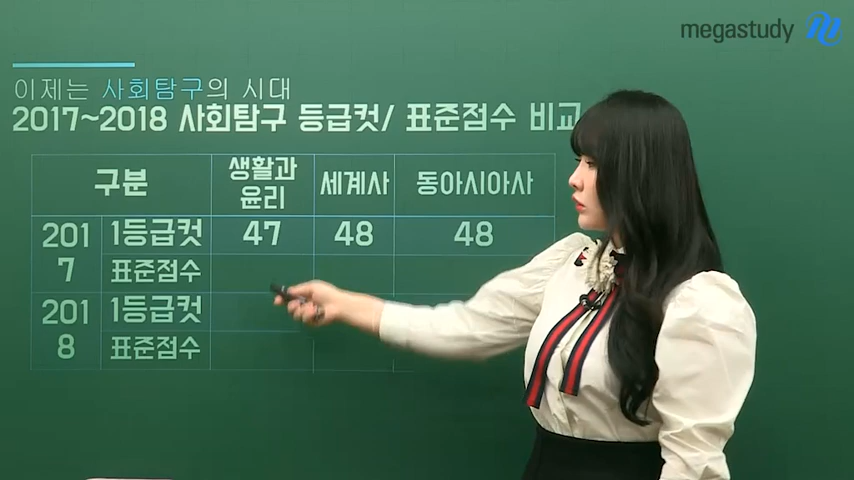 megastudy
이제는 사회탐구의 시대
2017~2018 사회탐구 등급컷/ 표준점수 비교
구분 생활과 윤리 세계사 동아시아사
2017 1등급컷 47 48 48
표준점수
2018 1등급컷
표준점수